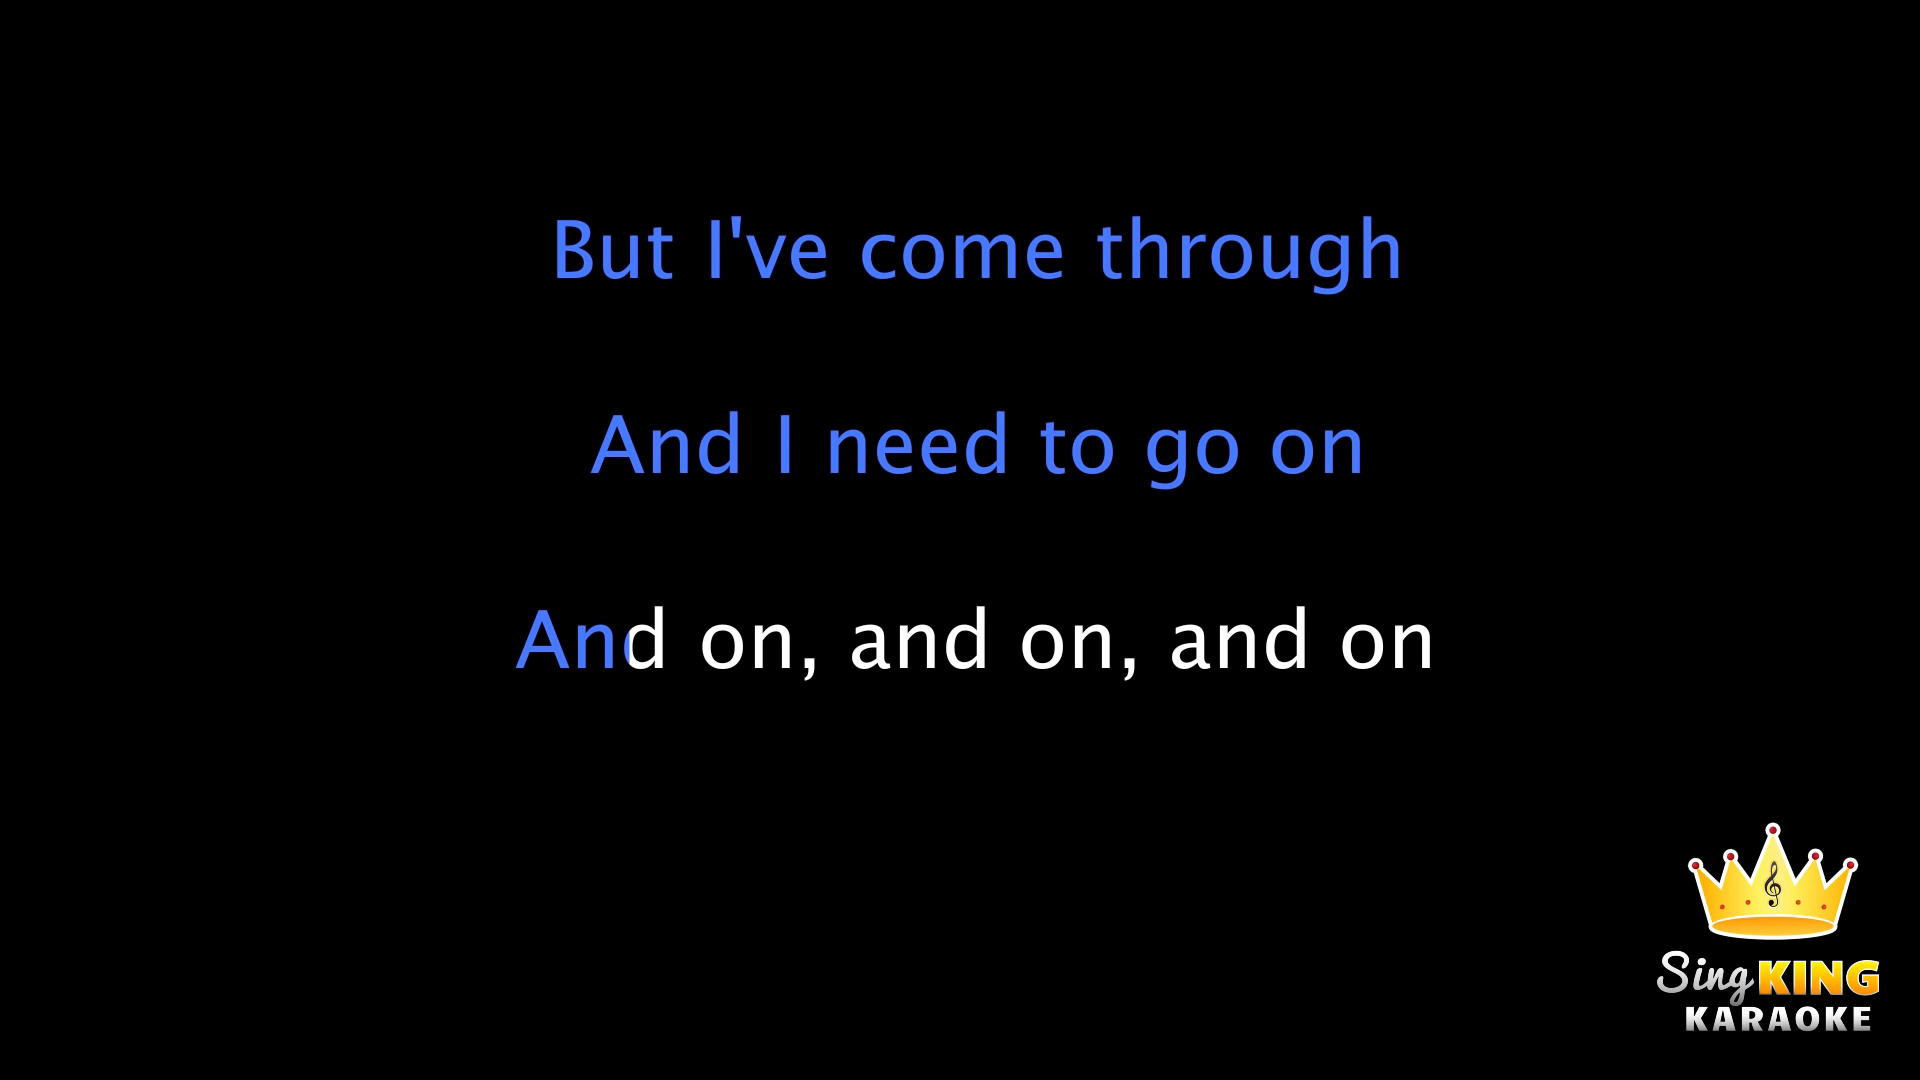 But I've come through
And I need to go on
And on, and on, and on
Sing KING
KARAOKE